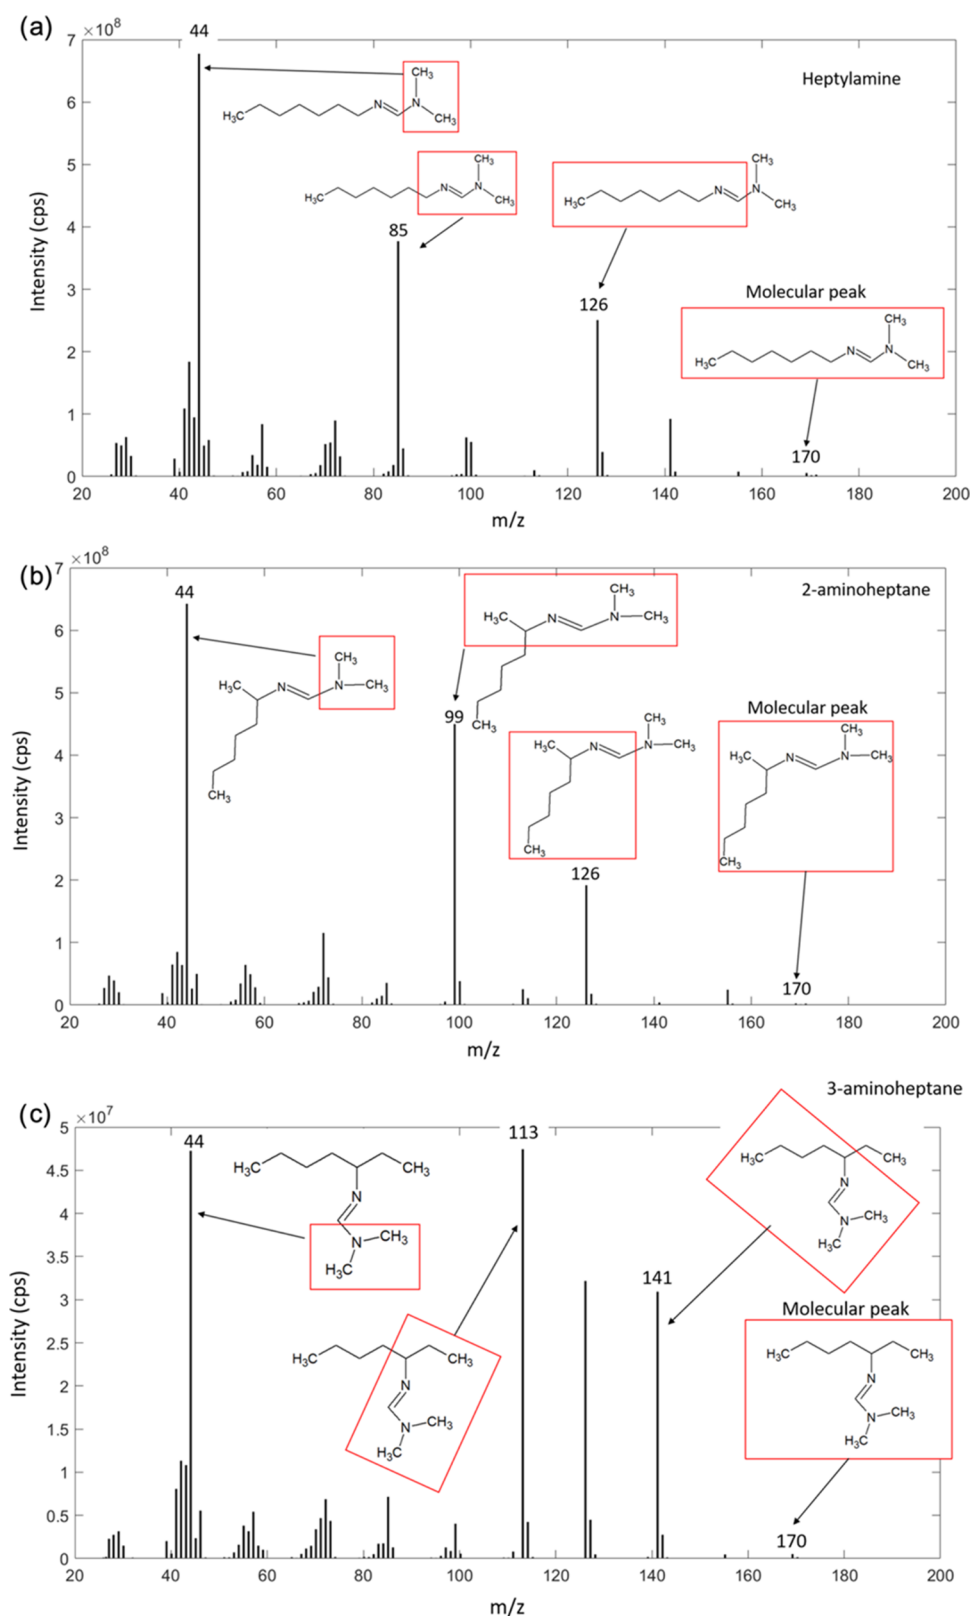 (a)
×10⁸
44
Heptylamine
7
6
5
4
3
2
1
0
Intensity (cps)
CH₃
N
N
H₃C
CH₃
CH₃
N
N
H₃C
CH₃
85
CH₃
N
N
H₃C
CH₃
126
Molecular peak
CH₃
N
N
H₃C
CH₃
170
20 40 60 80 100 120 140 160 180 200
m/z
(b)
×10⁸
44
2-aminoheptane
7
6
5
4
3
2
1
0
Intensity (cps)
CH₃
H₃C
N
N
CH₃
CH₃
CH₃
H₃C
N
N
CH₃
CH₃
99
CH₃
H₃C
N
N
CH₃
CH₃
126
Molecular peak
CH₃
H₃C
N
N
CH₃
CH₃
170
20 40 60 80 100 120 140 160 180 200
m/z
3-aminoheptane
(c)
×10⁷
44
113
5
4.5
4
3.5
3
2.5
2
1.5
1
0.5
0
Intensity (cps)
H₃C
CH₃
N
N
CH₃
H₃C
H₃C
CH₃
N
N
CH₃
H₃C
H₃C
CH₃
N
N
CH₃
H₃C
141
Molecular peak
H₃C
CH₃
N
N
CH₃
H₃C
170
20 40 60 80 100 120 140 160 180 200
m/z